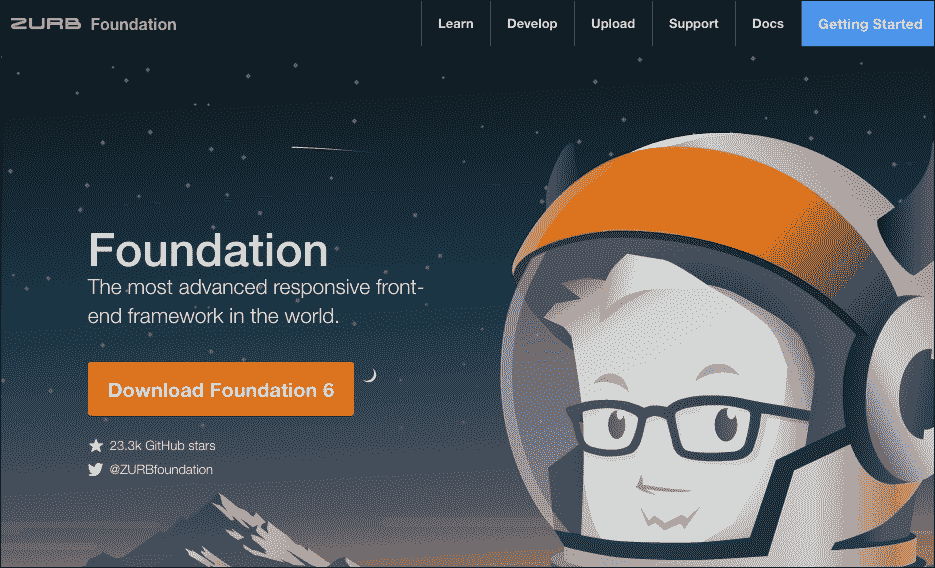 ZURB Foundation
Learn
Develop
Upload
Support
Docs
Getting Started
Foundation
The most advanced responsive front-
end framework in the world.
Download Foundation 6
23.3k GitHub stars
@ZURBfoundation